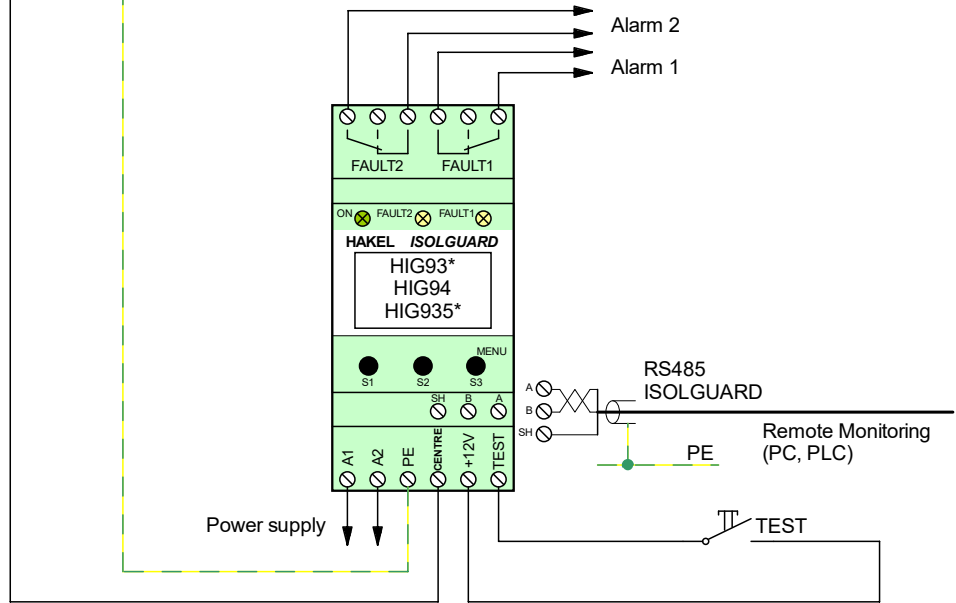 Alarm 2
Alarm 1
FAULT2 FAULT1
ON FAULT2 FAULT1
HAKEL ISOLGUARD
HIG93*
HIG94
HIG935*
MENU
S1 S2 S3
SH B A
A1 A2 PE CENTRE +12V TEST
A
B
SH
RS485
ISOLGUARD
Remote Monitoring
(PC, PLC)
PE
Power supply
TEST